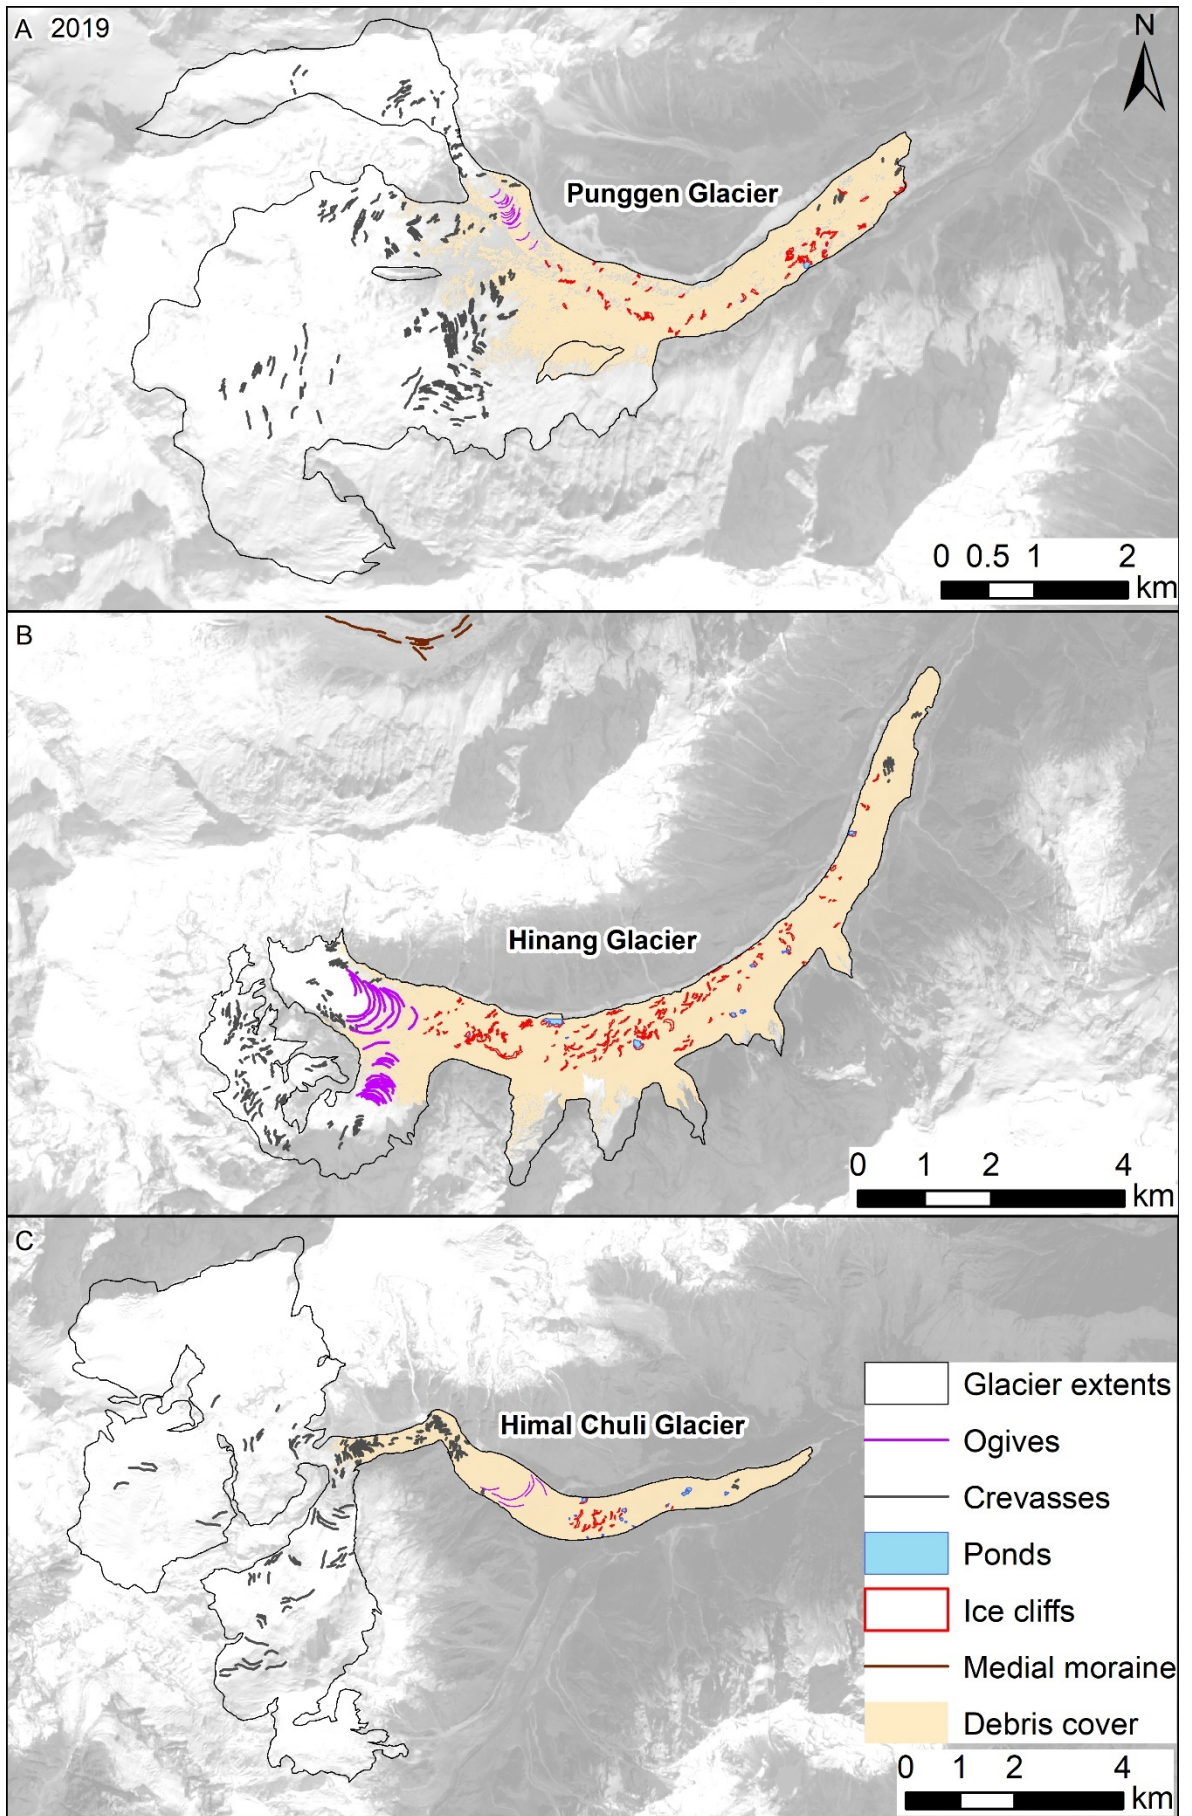 A 2019
N
Punggen Glacier
0 0.5 1 2
km
B
Hinang Glacier
0 1 2 4
km
C
Himal Chuli Glacier
Glacier extents
Ogives
Crevasses
Ponds
Ice cliffs
Medial moraine
Debris cover
0 1 2 4
km